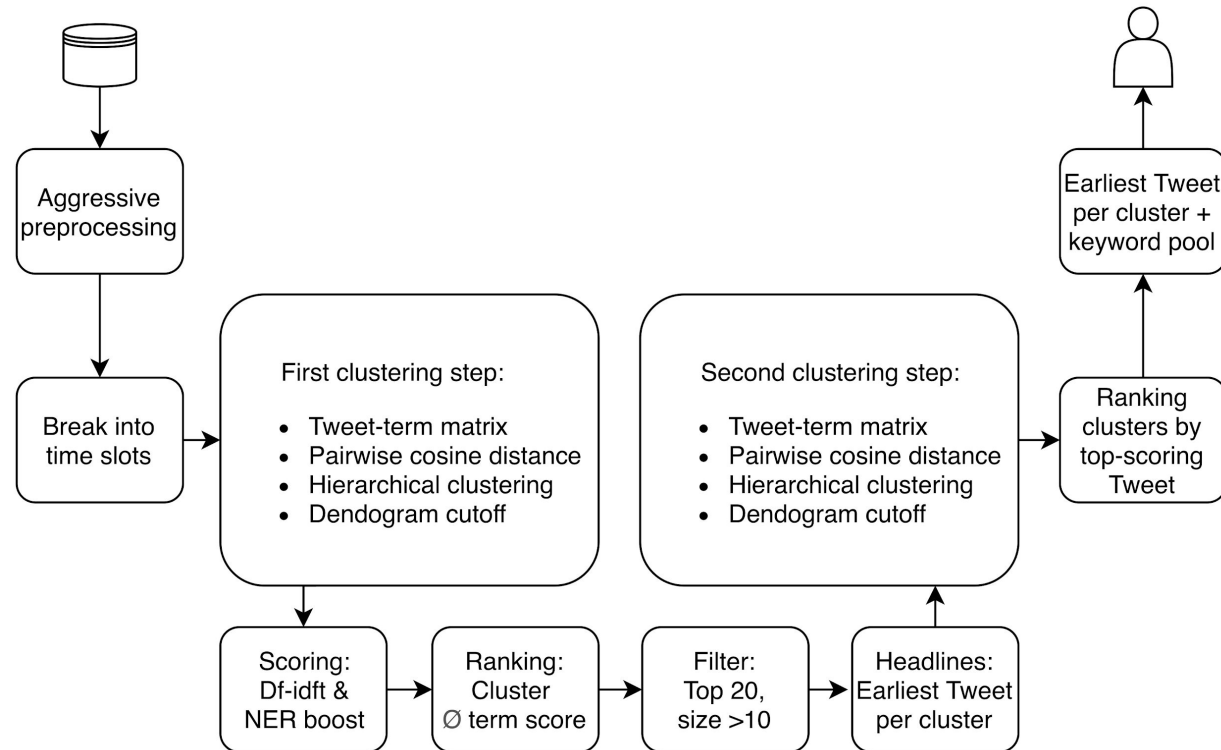 Aggressive
preprocessing
Break into
time slots
First clustering step:
• Tweet-term matrix
• Pairwise cosine distance
• Hierarchical clustering
• Dendogram cutoff
Scoring:
Df-idft &
NER boost
Ranking:
Cluster
Ø term score
Filter:
Top 20,
size >10
Headlines:
Earliest Tweet
per cluster
Second clustering step:
• Tweet-term matrix
• Pairwise cosine distance
• Hierarchical clustering
• Dendogram cutoff
Ranking
clusters by
top-scoring
Tweet
Earliest Tweet
per cluster +
keyword pool